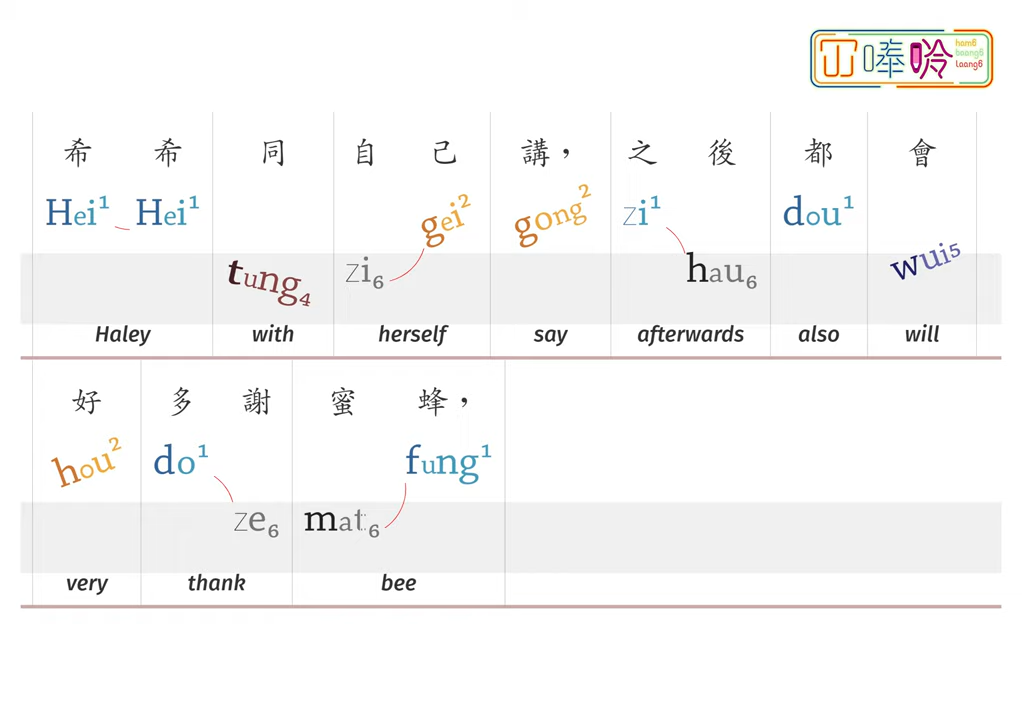 冚唪唥
ham6
baang6
laang6
希希 同 自己 講， 之後 都 會
Hei1 Hei1 tung4 zi6 gei2 gong2 zi1 hau6 dou1 wui5
Haley with herself say afterwards also will
好 多謝 蜜蜂，
hou2 do1 ze6 mat6 fung1
very thank bee